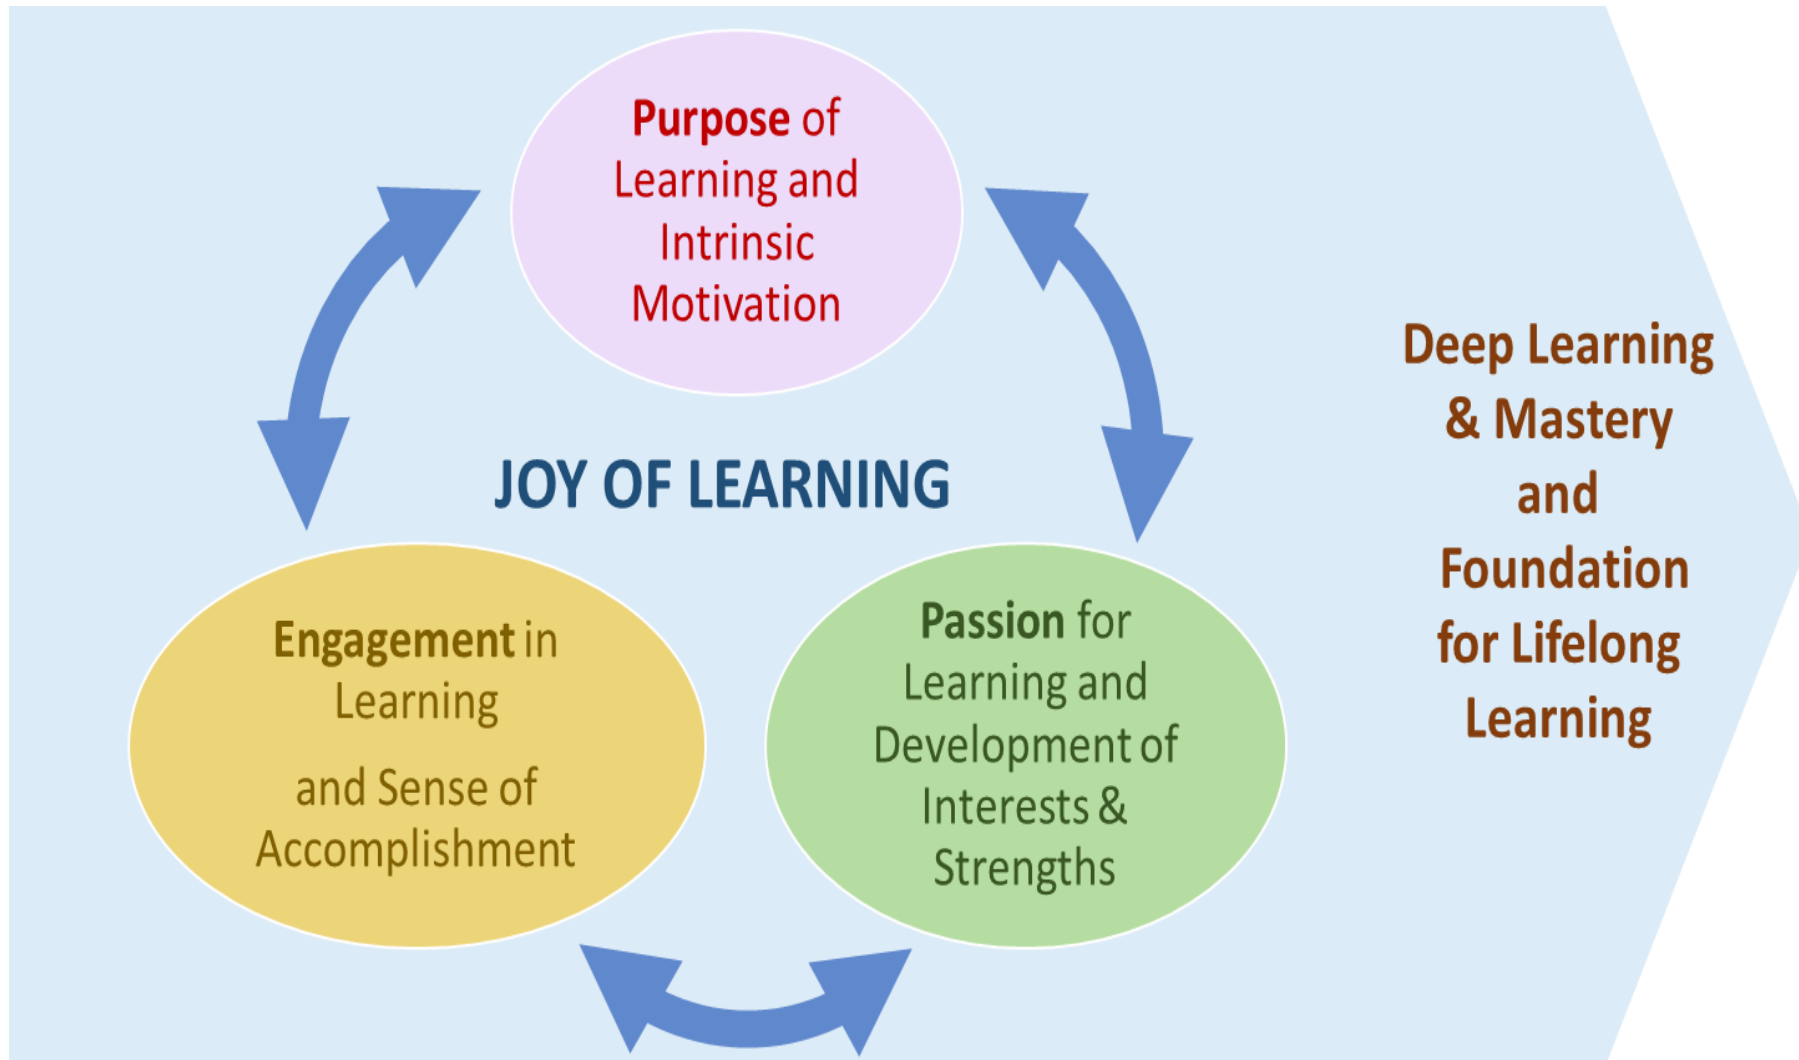 Purpose of
Learning and
Intrinsic
Motivation
JOY OF LEARNING
Engagement in
Learning
and Sense of
Accomplishment
Passion for
Learning and
Development of
Interests &
Strengths
Deep Learning
& Mastery
and
Foundation
for Lifelong
Learning